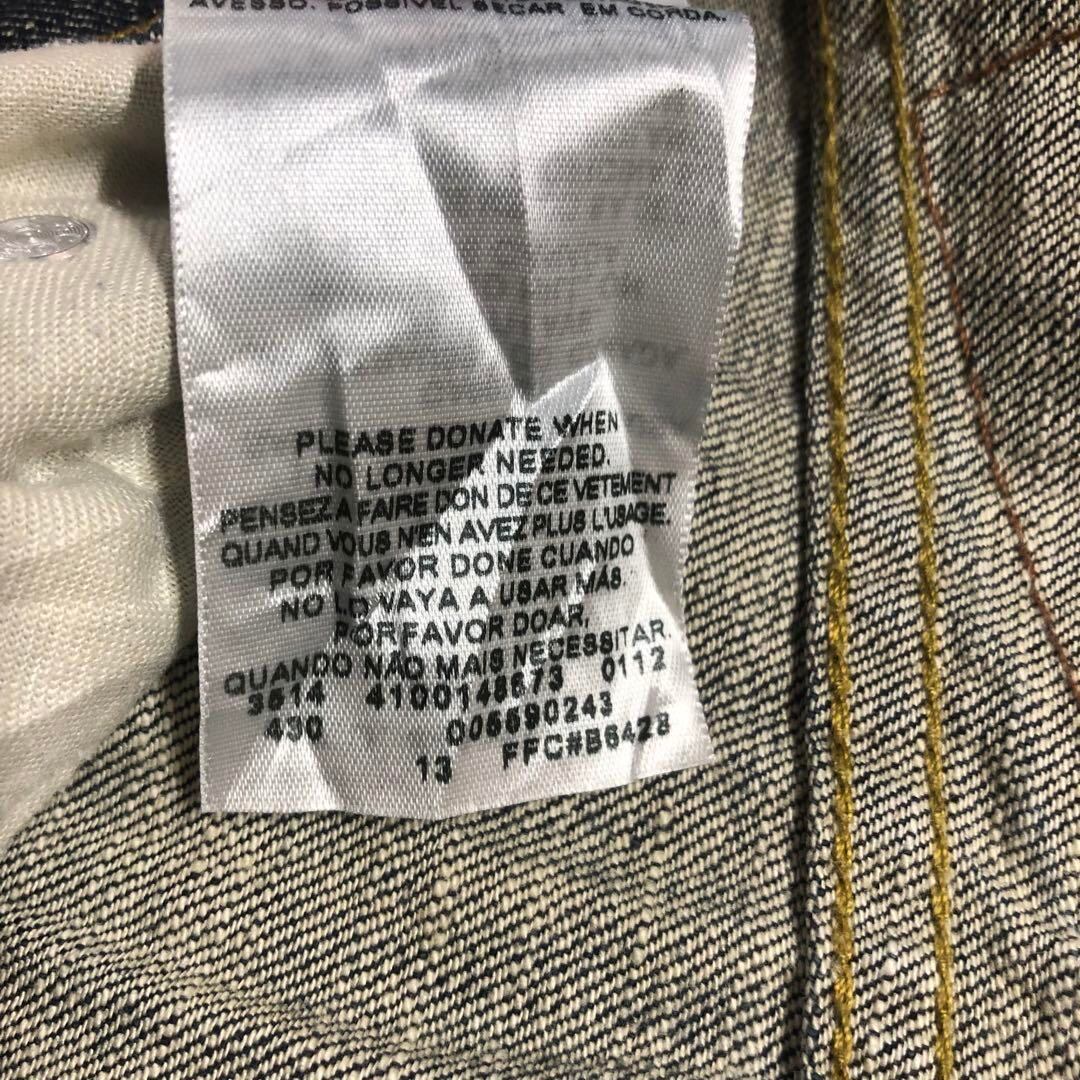 AVESSO. POSSIVEL SECAR EM CORDA.
PLEASE DONATE WHEN
NO LONGER NEEDED.
PENSEZ A FAIRE DON DE CE VETEMENT
QUAND VOUS N'EN AVEZ PLUS L'USAGE.
POR FAVOR DONE CUANDO
NO LO VAYA A USAR MÁS.
POR FAVOR DOAR,
QUANDO NÃO MAIS NECESSITAR.
3514 4100148673 0112
430 005590243
13 FFC#B6428